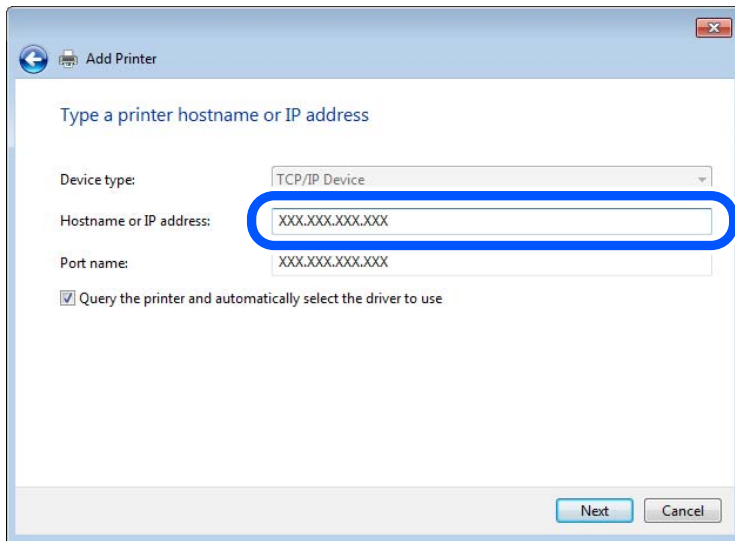 Add Printer
Type a printer hostname or IP address
Device type: TCP/IP Device
Hostname or IP address: XXX.XXX.XXX.XXX
Port name: XXX.XXX.XXX.XXX
Query the printer and automatically select the driver to use
Next Cancel